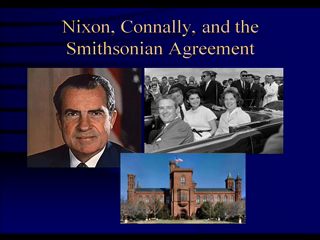 Nixon, Connally, and the
Smithsonian Agreement